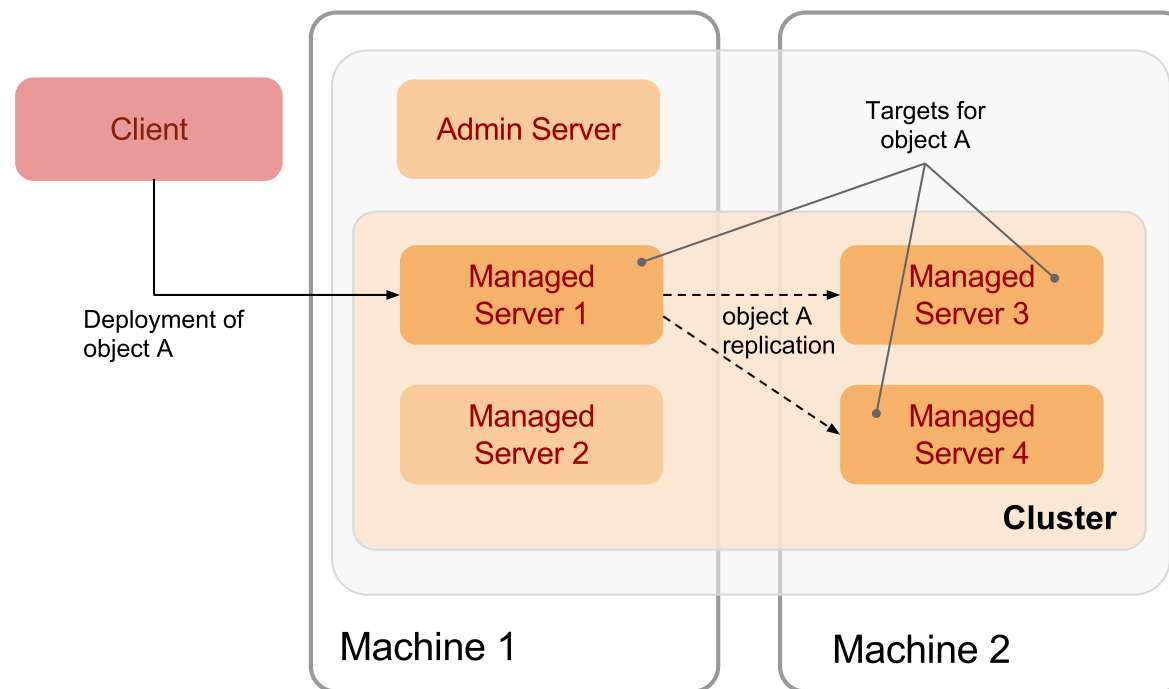 Client
Admin Server
Targets for
object A
Managed
Server 1
Managed
Server 3
Deployment of
object A
object A
replication
Managed
Server 2
Managed
Server 4
Cluster
Machine 1
Machine 2